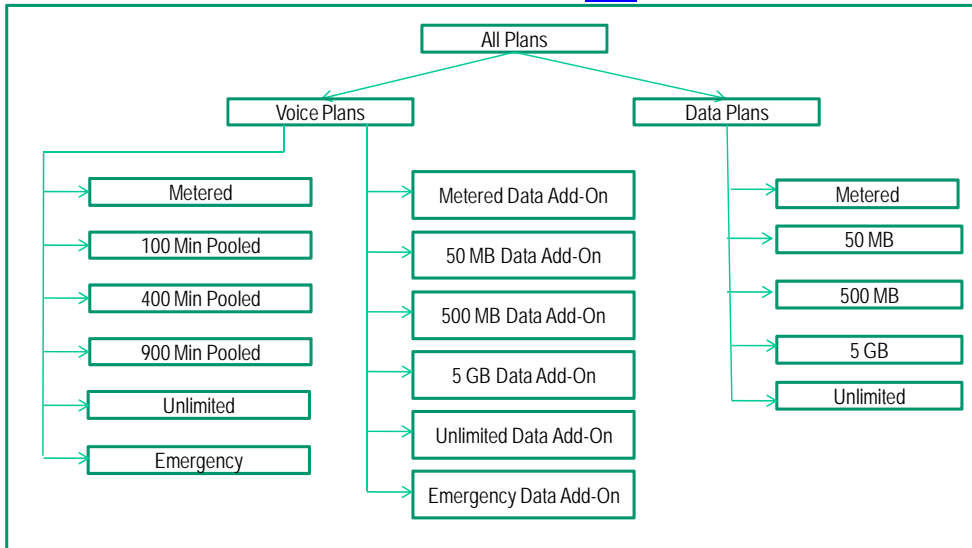 All Plans
Voice Plans
Data Plans
Metered
100 Min Pooled
400 Min Pooled
900 Min Pooled
Unlimited
Emergency
Metered Data Add-On
50 MB Data Add-On
500 MB Data Add-On
5 GB Data Add-On
Unlimited Data Add-On
Emergency Data Add-On
Metered
50 MB
500 MB
5 GB
Unlimited